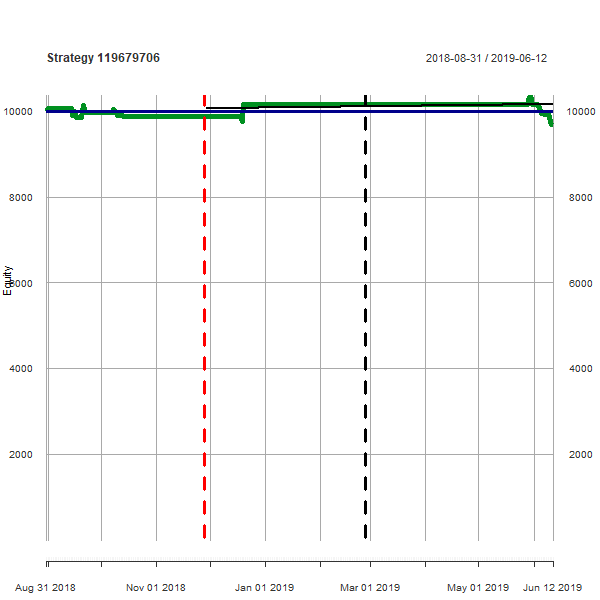 Strategy 119679706
2018-08-31 / 2019-06-12
10000
10000
8000
8000
6000
6000
4000
4000
2000
2000
Equity
Aug 31 2018
Nov 01 2018
Jan 01 2019
Mar 01 2019
May 01 2019
Jun 12 2019